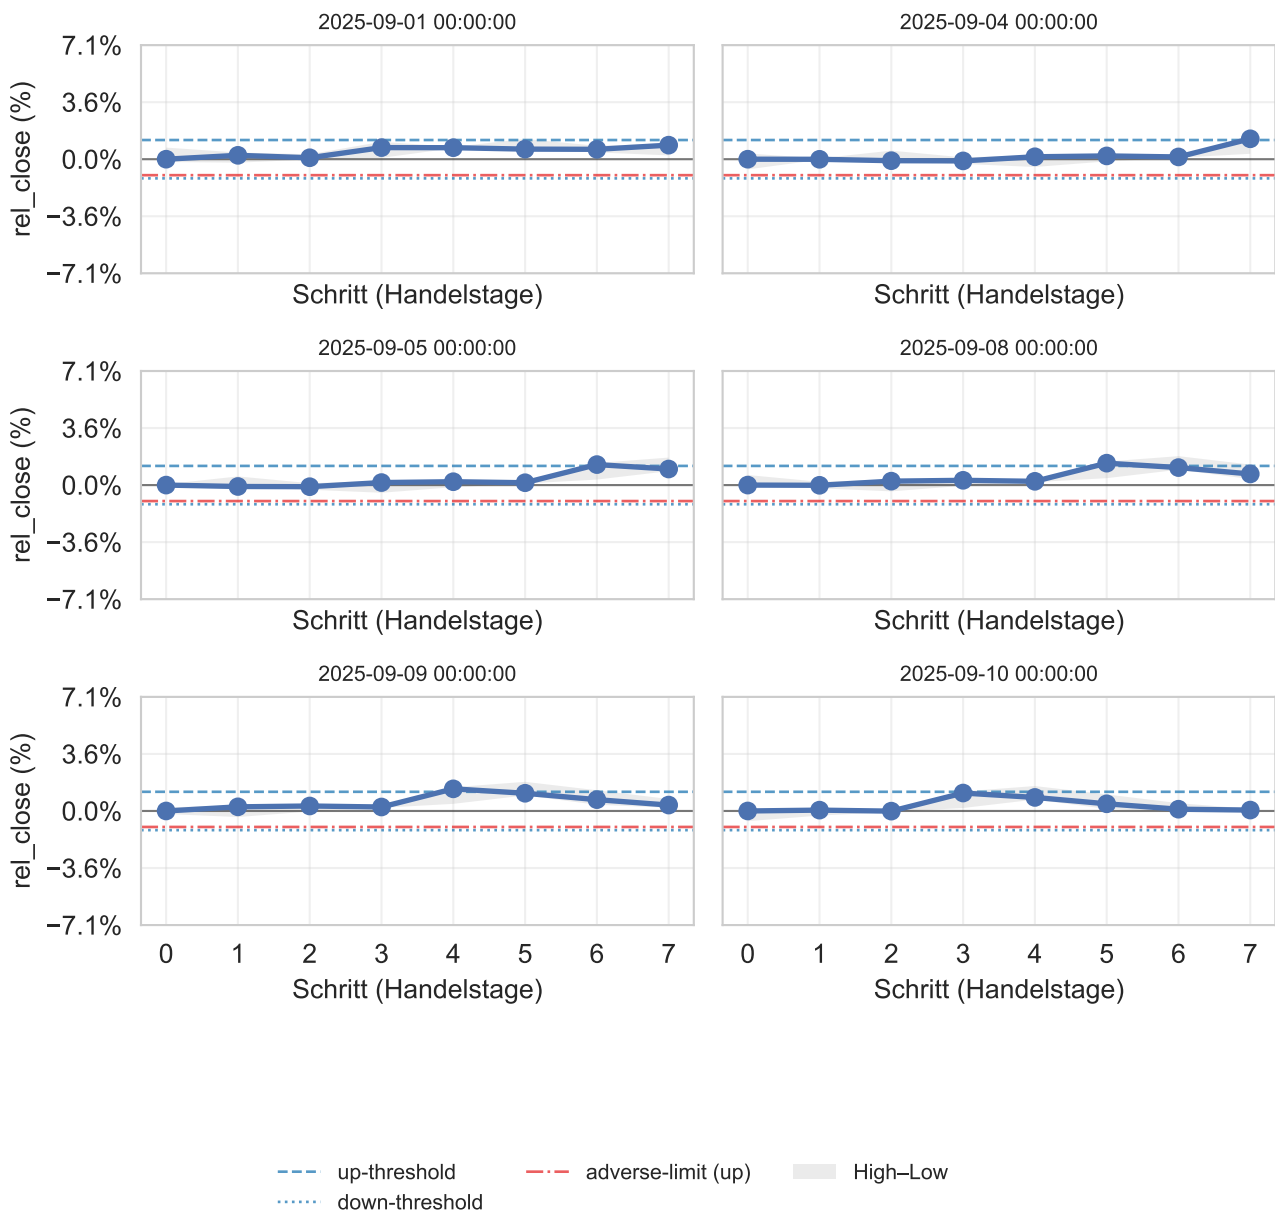 2025-09-01 00:00:00
2025-09-04 00:00:00
rel_close (%)
7.1%
3.6%
0.0%
−3.6%
−7.1%
Schritt (Handelstage)
Schritt (Handelstage)
2025-09-05 00:00:00
2025-09-08 00:00:00
rel_close (%)
7.1%
3.6%
0.0%
−3.6%
−7.1%
Schritt (Handelstage)
Schritt (Handelstage)
2025-09-09 00:00:00
2025-09-10 00:00:00
rel_close (%)
7.1%
3.6%
0.0%
−3.6%
−7.1%
0 1 2 3 4 5 6 7
0 1 2 3 4 5 6 7
Schritt (Handelstage)
Schritt (Handelstage)
up-threshold
down-threshold
adverse-limit (up)
High–Low